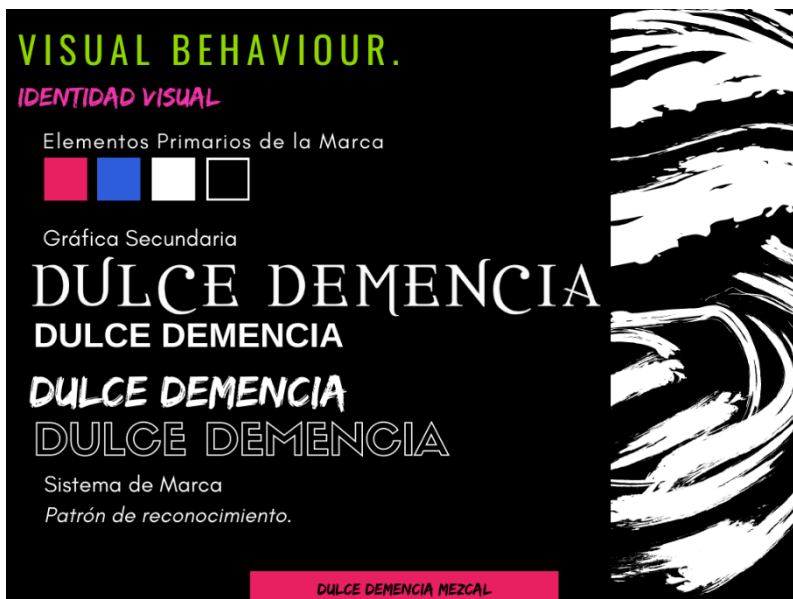 VISUAL BEHAVIOUR.
IDENTIDAD VISUAL
Elementos Primarios de la Marca
Gráfica Secundaria
DULCE DEMENCIA
DULCE DEMENCIA
DULCE DEMENCIA
DULCE DEMENCIA
Sistema de Marca
Patrón de reconocimiento.
DULCE DEMENCIA MEZCAL